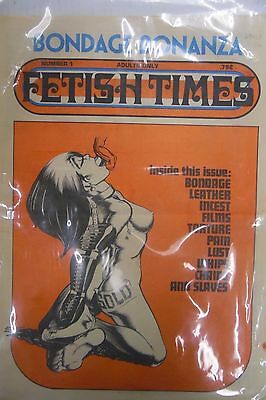 BONDAGE BONANZA
NUMBER 1 ADULTS ONLY 75¢
FETISH TIMES
inside this issue:
BONDAGE
LEATHER
INCEST
FILMS
TORTURE
PAIN
LUST
WHIPS
CHAINS
AND SLAVES
SOLD